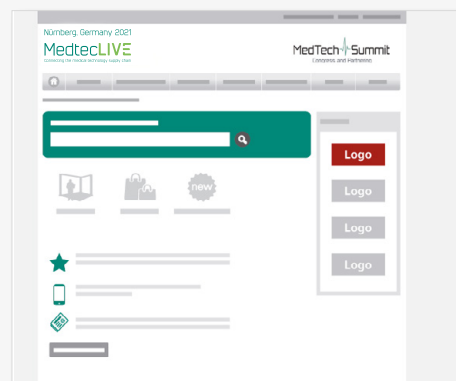 Nürnberg, Germany 2021
MedtecLIVE
Connecting the medical technology supply chain
MedTech Summit
Congress and Partnering
new
Logo
Logo
Logo
Logo